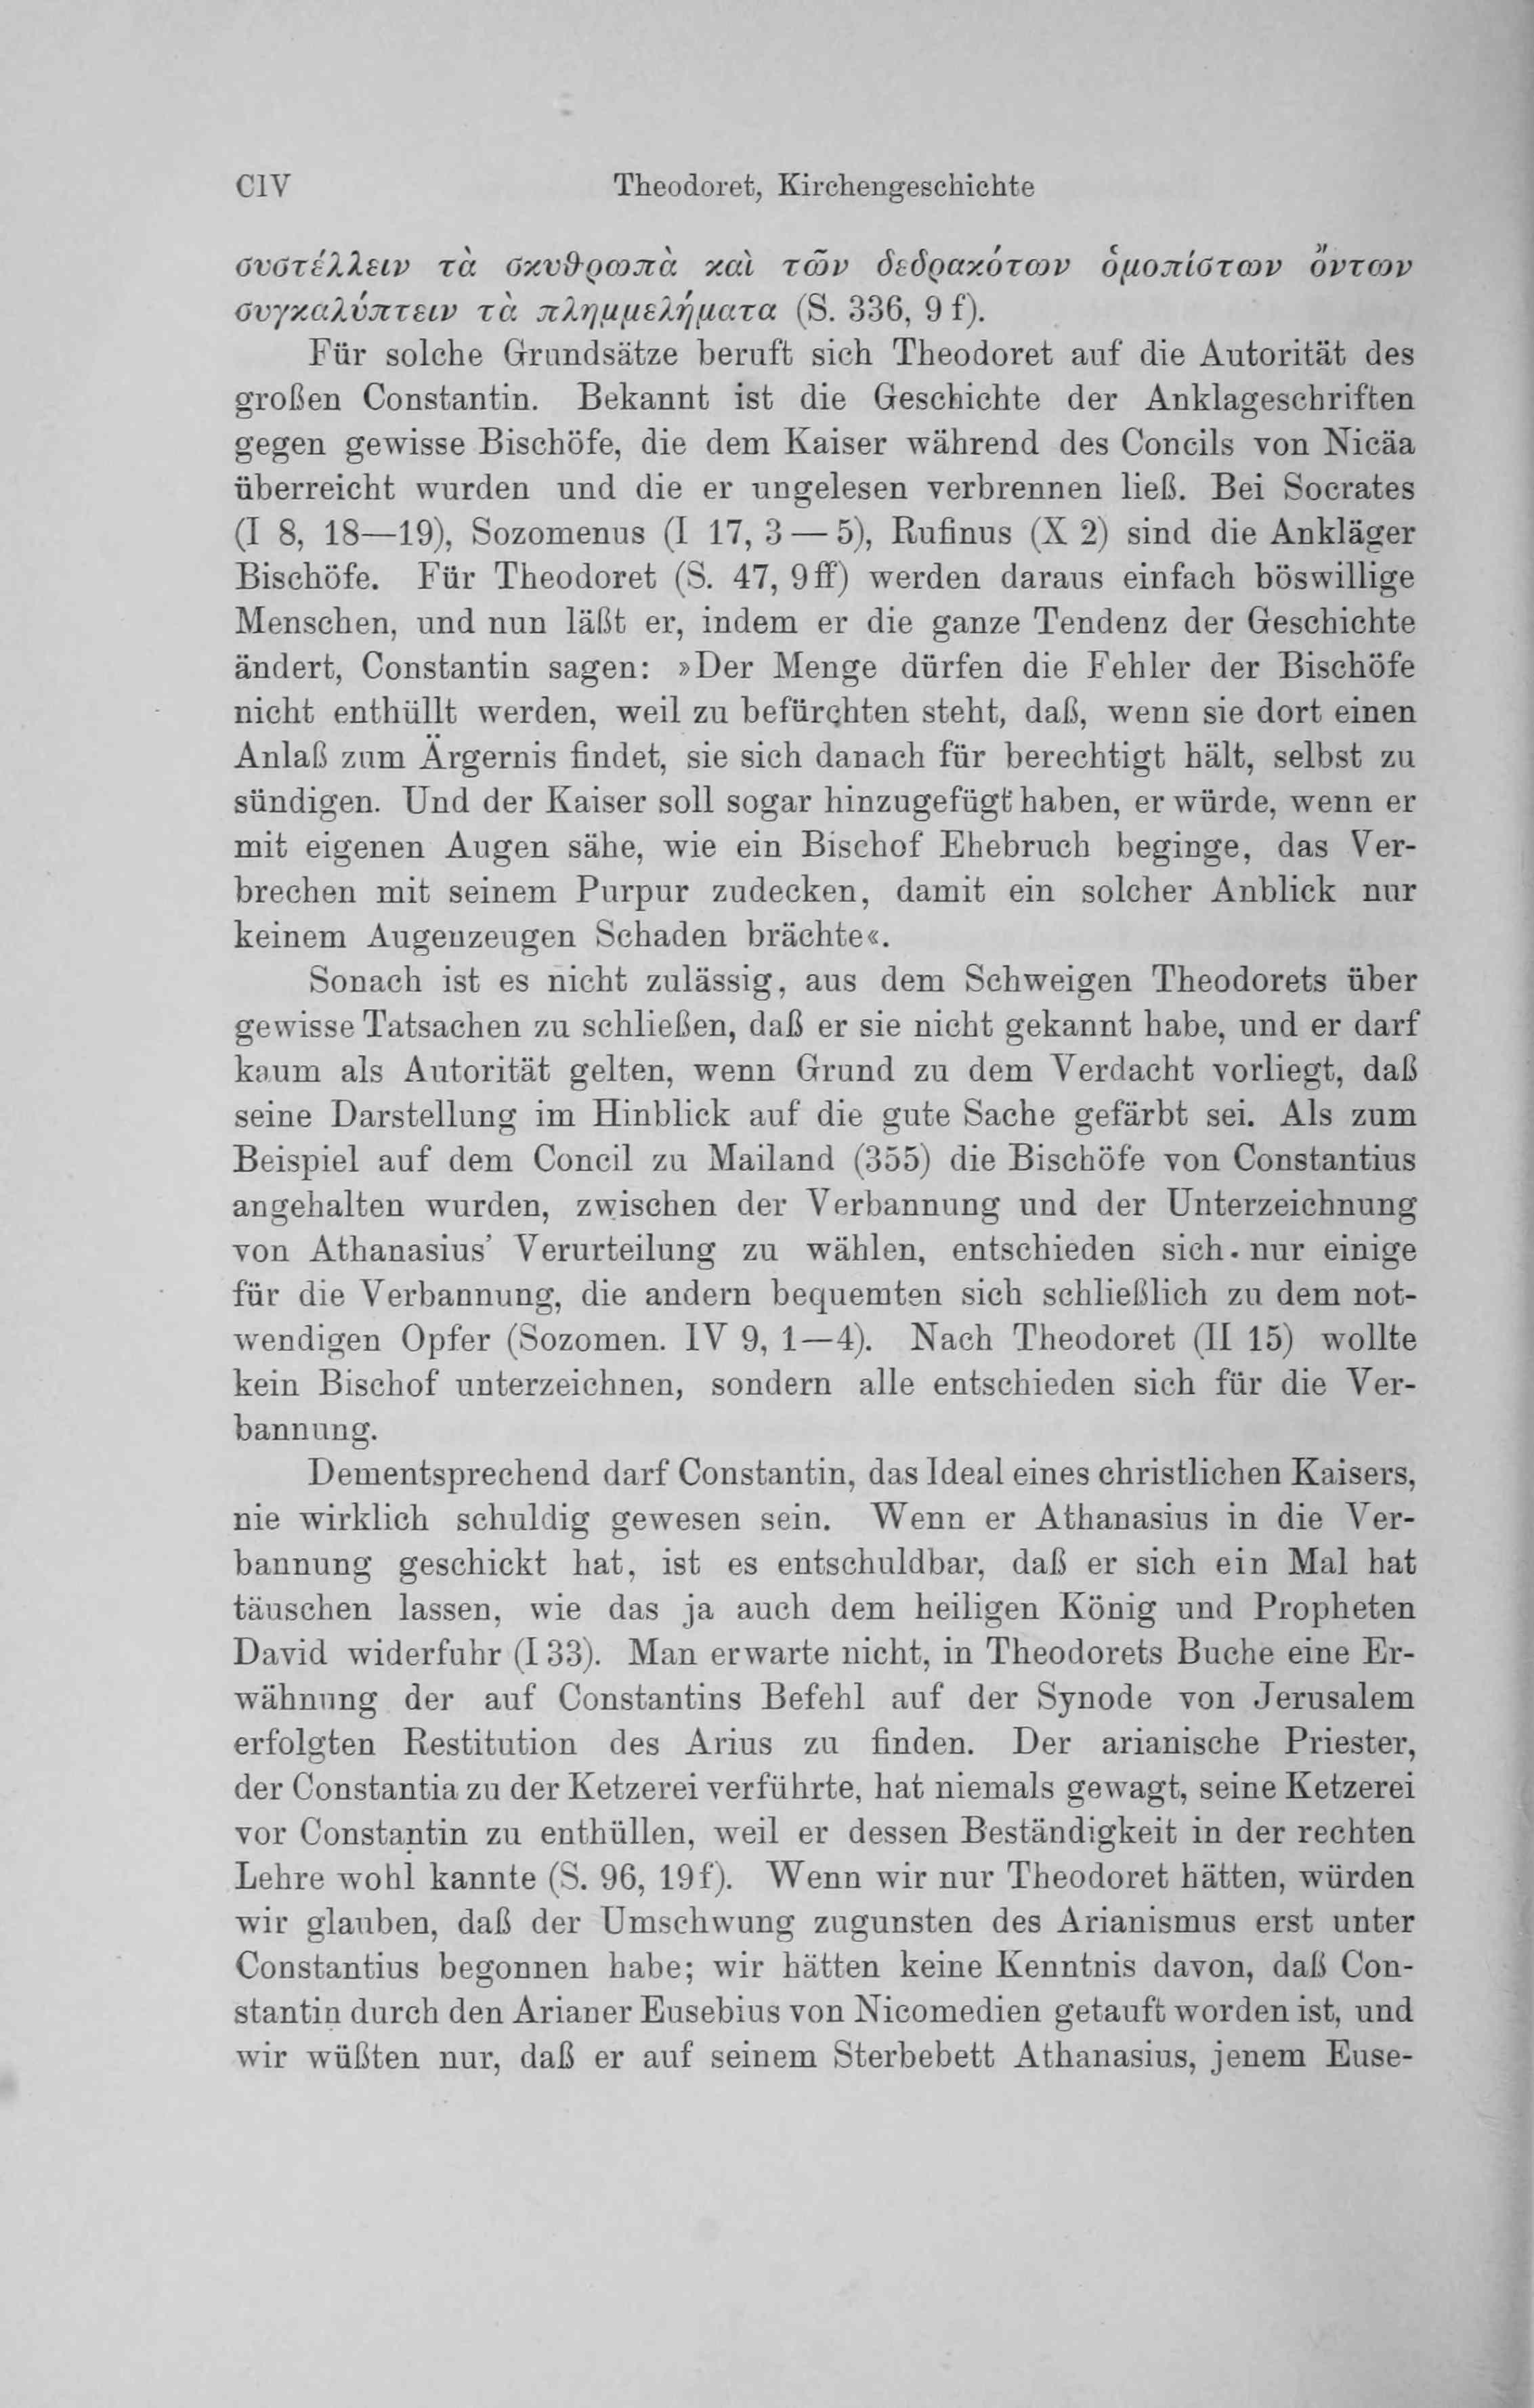 CIV Theodoret, Kirchengeschichte
συστέλλειν τὰ σκυθρωπὰ καὶ τῶν δεδρακότων ὁμοπίστων ὄντων
συγκαλύπτειν τὰ πλημμελήματα (S. 336, 9 f).
Für solche Grundsätze beruft sich Theodoret auf die Autorität des
großen Constantin. Bekannt ist die Geschichte der Anklageschriften
gegen gewisse Bischöfe, die dem Kaiser während des Concils von Nicäa
überreicht wurden und die er ungelesen verbrennen ließ. Bei Socrates
(I 8, 18—19), Sozomenus (I 17, 3 — 5), Rufinus (X 2) sind die Ankläger
Bischöfe. Für Theodoret (S. 47, 9 ff) werden daraus einfach böswillige
Menschen, und nun läßt er, indem er die ganze Tendenz der Geschichte
ändert, Constantin sagen: »Der Menge dürfen die Fehler der Bischöfe
nicht enthüllt werden, weil zu befürchten steht, daß, wenn sie dort einen
Anlaß zum Ärgernis findet, sie sich danach für berechtigt hält, selbst zu
sündigen. Und der Kaiser soll sogar hinzugefügt haben, er würde, wenn er
mit eigenen Augen sähe, wie ein Bischof Ehebruch beginge, das Ver-
brechen mit seinem Purpur zudecken, damit ein solcher Anblick nur
keinem Augenzeugen Schaden brächte«.
Sonach ist es nicht zulässig, aus dem Schweigen Theodorets über
gewisse Tatsachen zu schließen, daß er sie nicht gekannt habe, und er darf
kaum als Autorität gelten, wenn Grund zu dem Verdacht vorliegt, daß
seine Darstellung im Hinblick auf die gute Sache gefärbt sei. Als zum
Beispiel auf dem Concil zu Mailand (355) die Bischöfe von Constantius
angehalten wurden, zwischen der Verbannung und der Unterzeichnung
von Athanasius' Verurteilung zu wählen, entschieden sich nur einige
für die Verbannung, die andern bequemten sich schließlich zu dem not-
wendigen Opfer (Sozomen. IV 9, 1—4). Nach Theodoret (II 15) wollte
kein Bischof unterzeichnen, sondern alle entschieden sich für die Ver-
bannung.
Dementsprechend darf Constantin, das Ideal eines christlichen Kaisers,
nie wirklich schuldig gewesen sein. Wenn er Athanasius in die Ver-
bannung geschickt hat, ist es entschuldbar, daß er sich ein Mal hat
täuschen lassen, wie das ja auch dem heiligen König und Propheten
David widerfuhr (I 33). Man erwarte nicht, in Theodorets Buche eine Er-
wähnung der auf Constantins Befehl auf der Synode von Jerusalem
erfolgten Restitution des Arius zu finden. Der arianische Priester,
der Constantia zu der Ketzerei verführte, hat niemals gewagt, seine Ketzerei
vor Constantin zu enthüllen, weil er dessen Beständigkeit in der rechten
Lehre wohl kannte (S. 96, 19 f). Wenn wir nur Theodoret hätten, würden
wir glauben, daß der Umschwung zugunsten des Arianismus erst unter
Constantius begonnen habe; wir hätten keine Kenntnis davon, daß Con-
stantin durch den Arianer Eusebius von Nicomedien getauft worden ist, und
wir wüßten nur, daß er auf seinem Sterbebett Athanasius, jenem Euse-